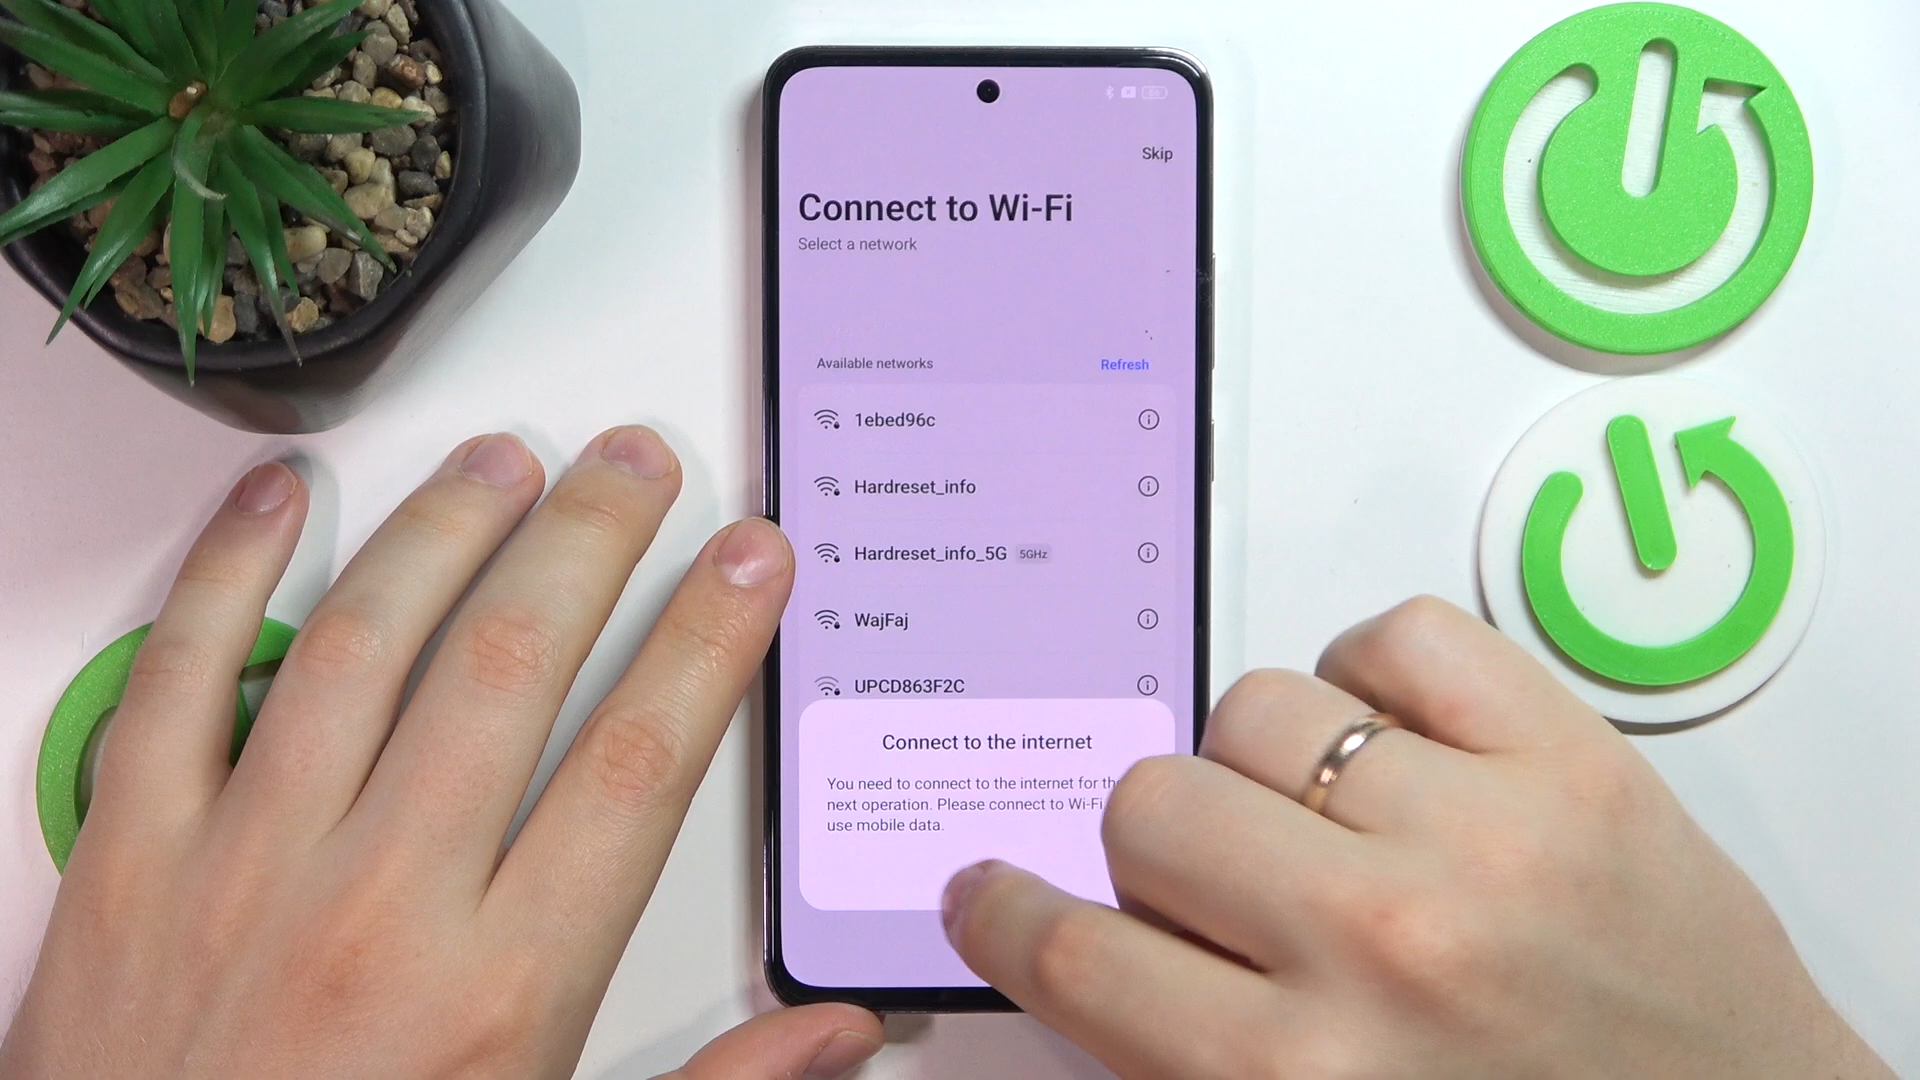 Skip
Connect to Wi-Fi
Select a network
Available networks
Refresh
1ebed96c
Hardreset_info
Hardreset_info_5G 5GHz
WajFaj
UPCD863F2C
Connect to the internet
You need to connect to the internet for
next operation. Please connect to Wi-Fi
use mobile data.